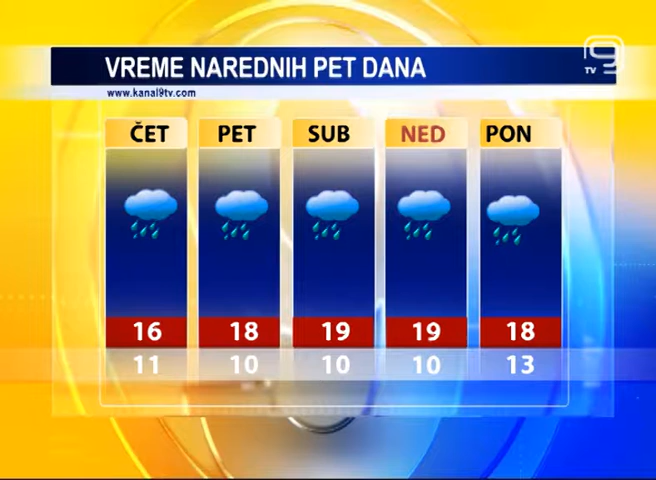 VREME NAREDNIH PET DANA
www.kanal9tv.com
TV 9
ČET PET SUB NED PON
16 18 19 19 18
11 10 10 10 13